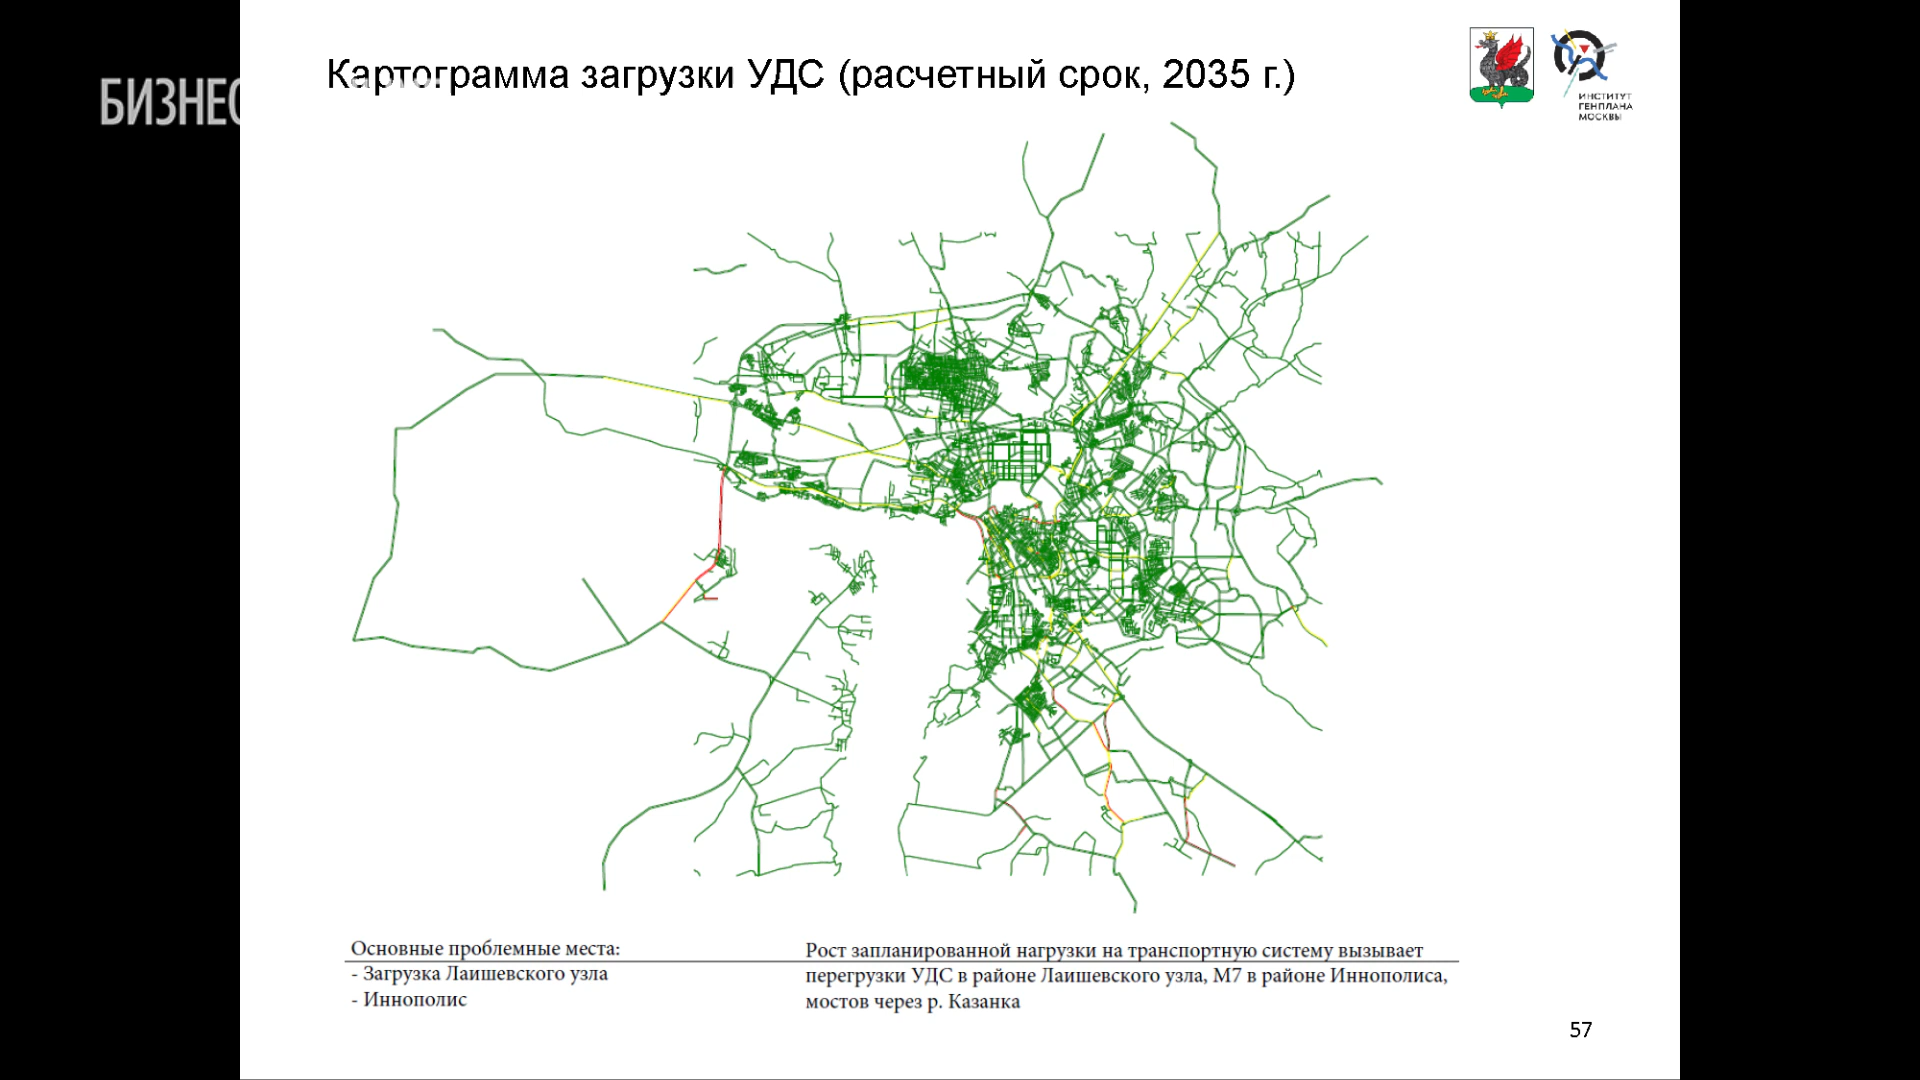 БИЗНЕС
Картограмма загрузки УДС (расчетный срок, 2035 г.)
ИНСТИТУТ
ГЕНПЛАНА
МОСКВЫ
Основные проблемные места:
- Загрузка Лаишевского узла
- Иннополис
Рост запланированной нагрузки на транспортную систему вызывает
перегрузки УДС в районе Лаишевского узла, М7 в районе Иннополиса,
мостов через р. Казанка
57